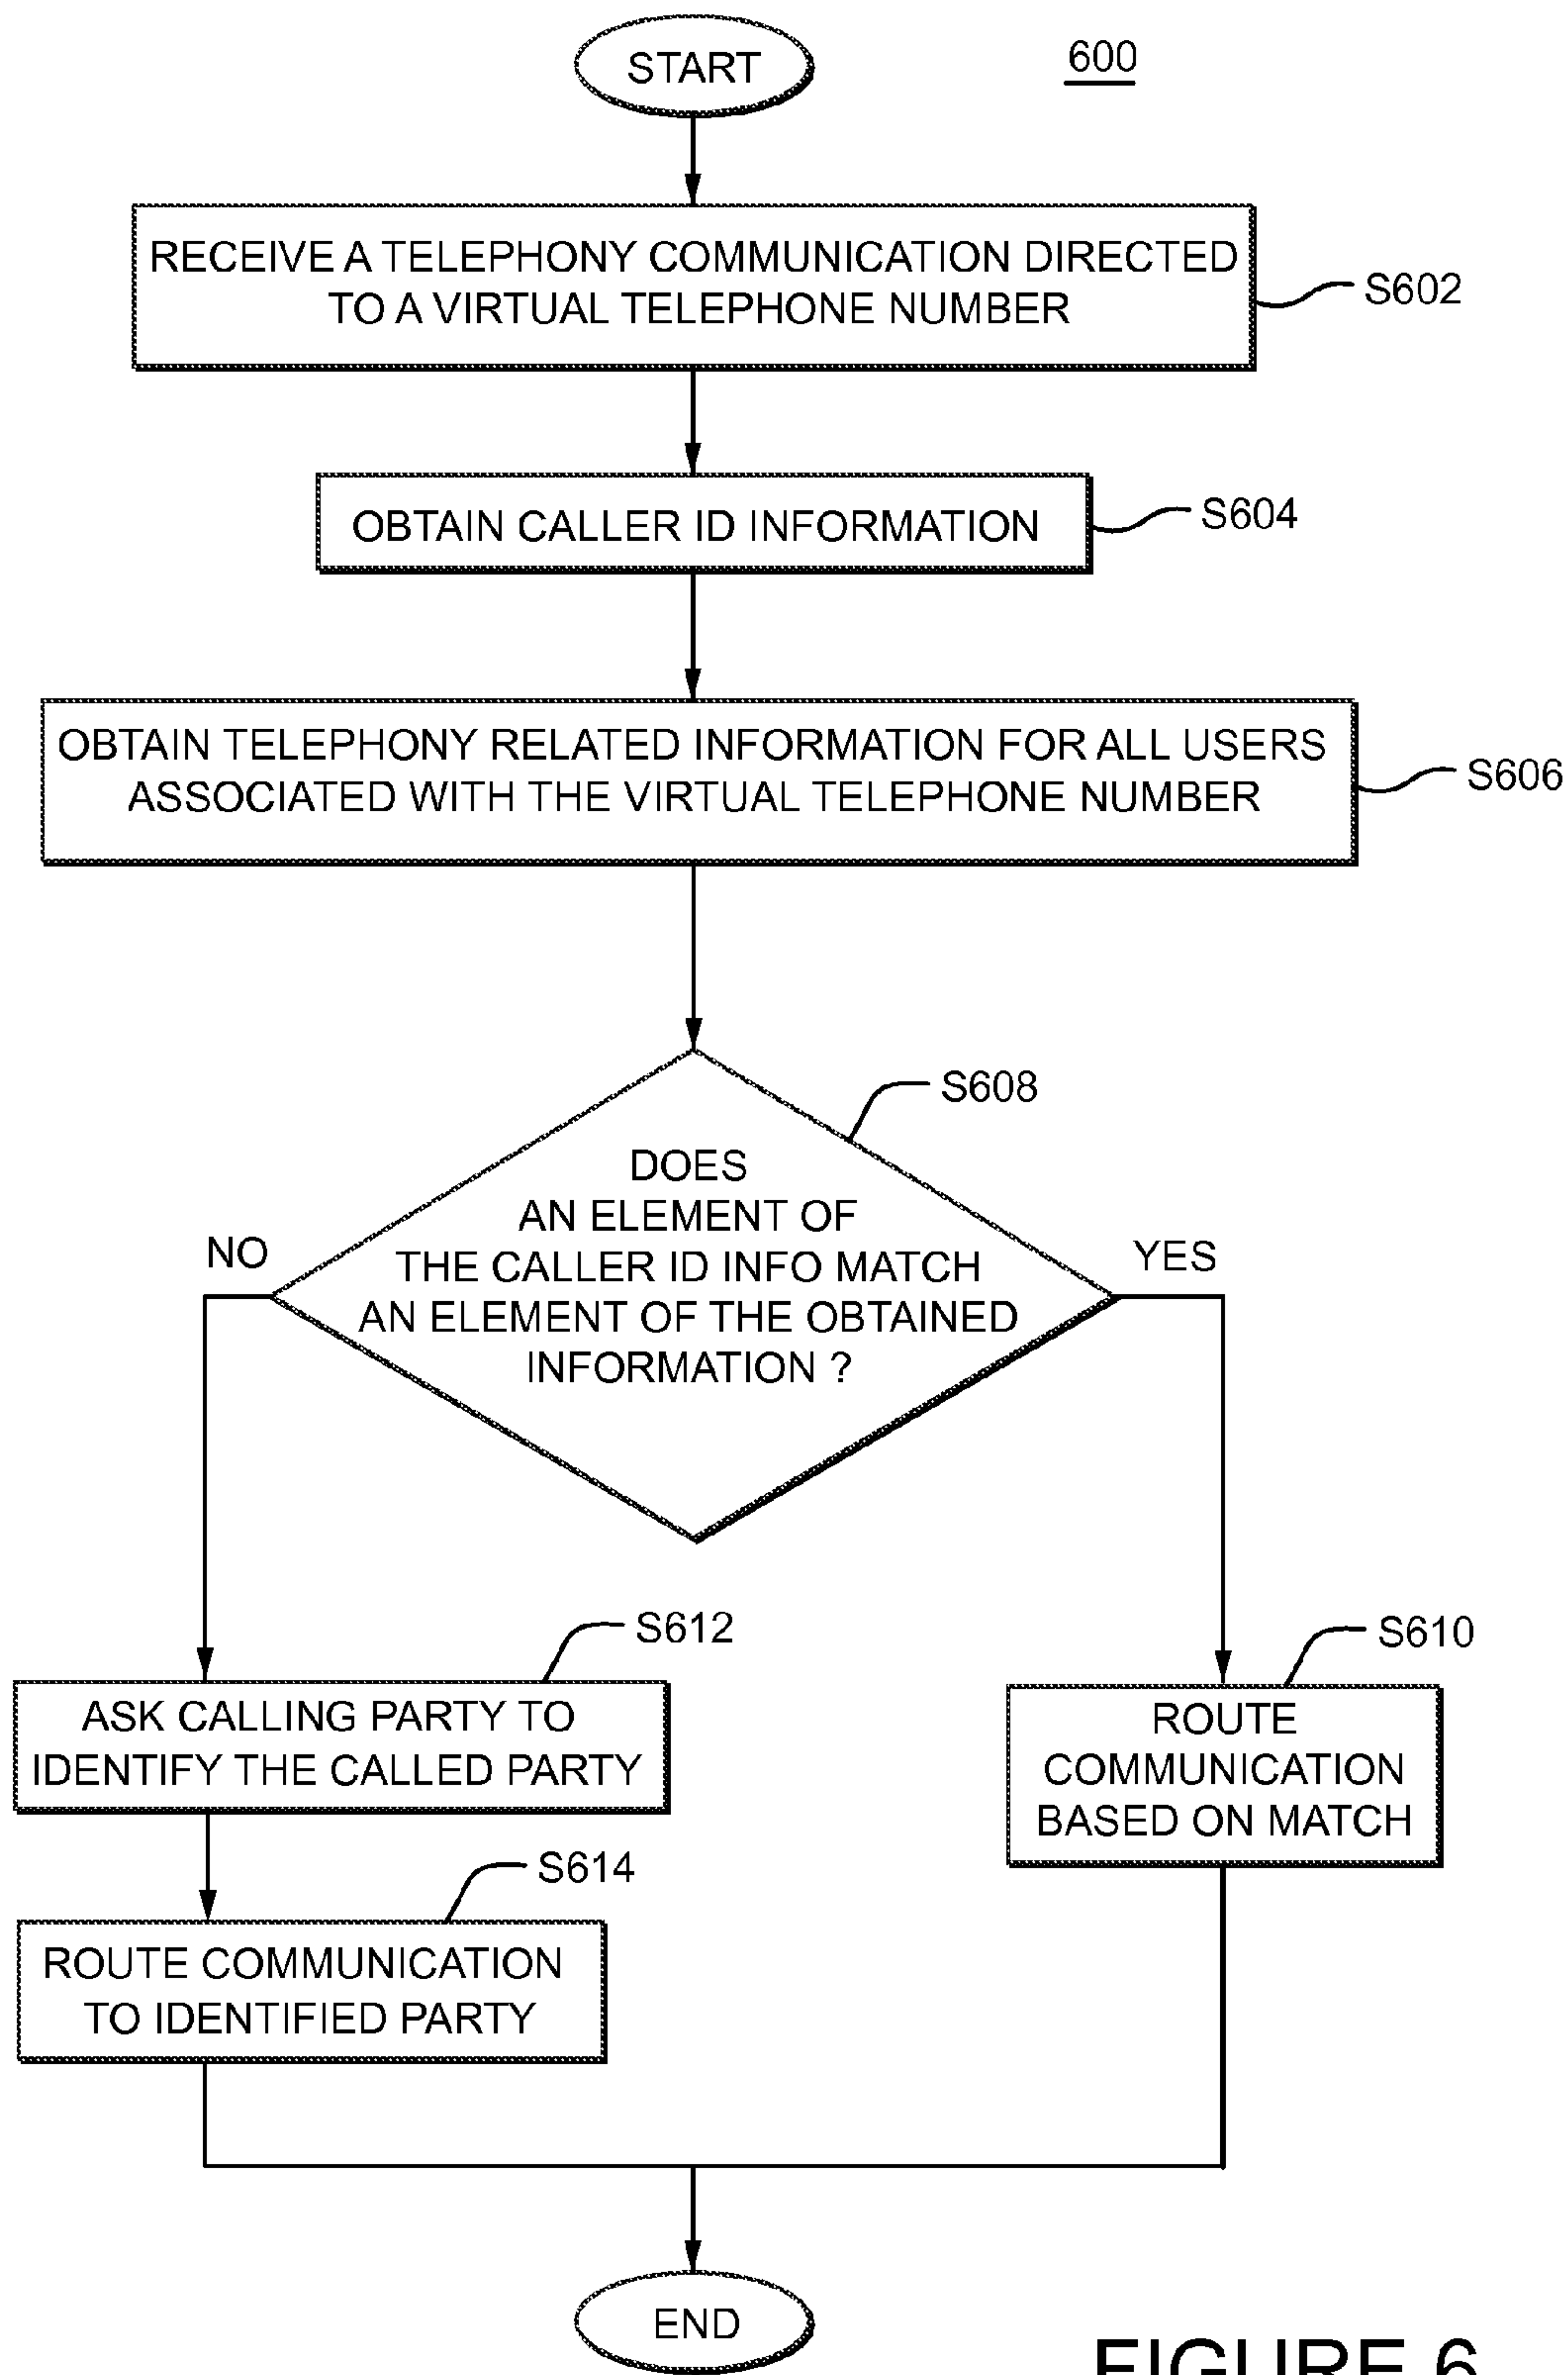 START
600
RECEIVE A TELEPHONY COMMUNICATION DIRECTED
TO A VIRTUAL TELEPHONE NUMBER
S602
OBTAIN CALLER ID INFORMATION
S604
OBTAIN TELEPHONY RELATED INFORMATION FOR ALL USERS
ASSOCIATED WITH THE VIRTUAL TELEPHONE NUMBER
S606
S608
DOES
AN ELEMENT OF
THE CALLER ID INFO MATCH
AN ELEMENT OF THE OBTAINED
INFORMATION ?
NO
YES
S612
ASK CALLING PARTY TO
IDENTIFY THE CALLED PARTY
S610
ROUTE
COMMUNICATION
BASED ON MATCH
S614
ROUTE COMMUNICATION
TO IDENTIFIED PARTY
END
FIGURE 6